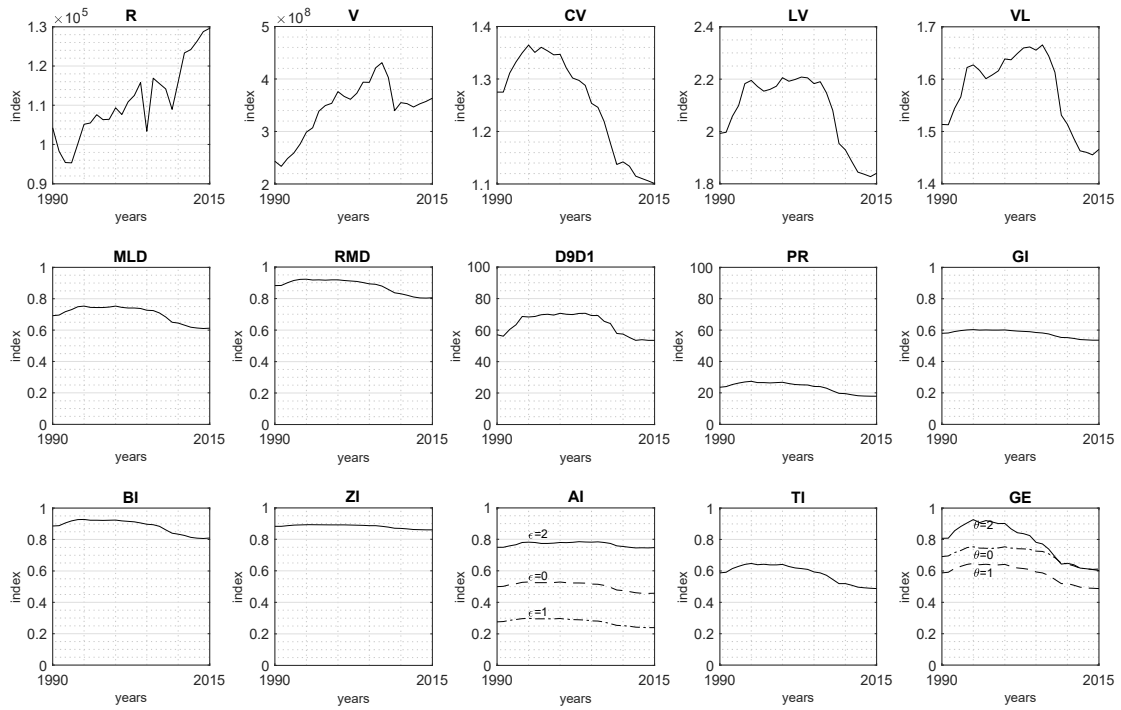 R
×10^5
1.3
1.2
1.1
1
0.9
index
1990 2015
years
V
×10^8
5
4
3
2
index
1990 2015
years
CV
1.4
1.3
1.2
1.1
index
1990 2015
years
LV
2.4
2.2
2
1.8
index
1990 2015
years
VL
1.7
1.6
1.5
1.4
index
1990 2015
years
MLD
1
0.8
0.6
0.4
0.2
0
index
1990 2015
years
RMD
1
0.8
0.6
0.4
0.2
0
index
1990 2015
years
D9D1
100
80
60
40
20
0
index
1990 2015
years
PR
100
80
60
40
20
0
index
1990 2015
years
GI
1
0.8
0.6
0.4
0.2
0
index
1990 2015
years
BI
1
0.8
0.6
0.4
0.2
0
index
1990 2015
years
ZI
1
0.8
0.6
0.4
0.2
0
index
1990 2015
years
AI
1
0.8
0.6
0.4
0.2
0
index
ϵ=2
ϵ=0
ϵ=1
1990 2015
years
TI
1
0.8
0.6
0.4
0.2
0
index
1990 2015
years
GE
1
0.8
0.6
0.4
0.2
0
index
θ=2
θ=0
θ=1
1990 2015
years